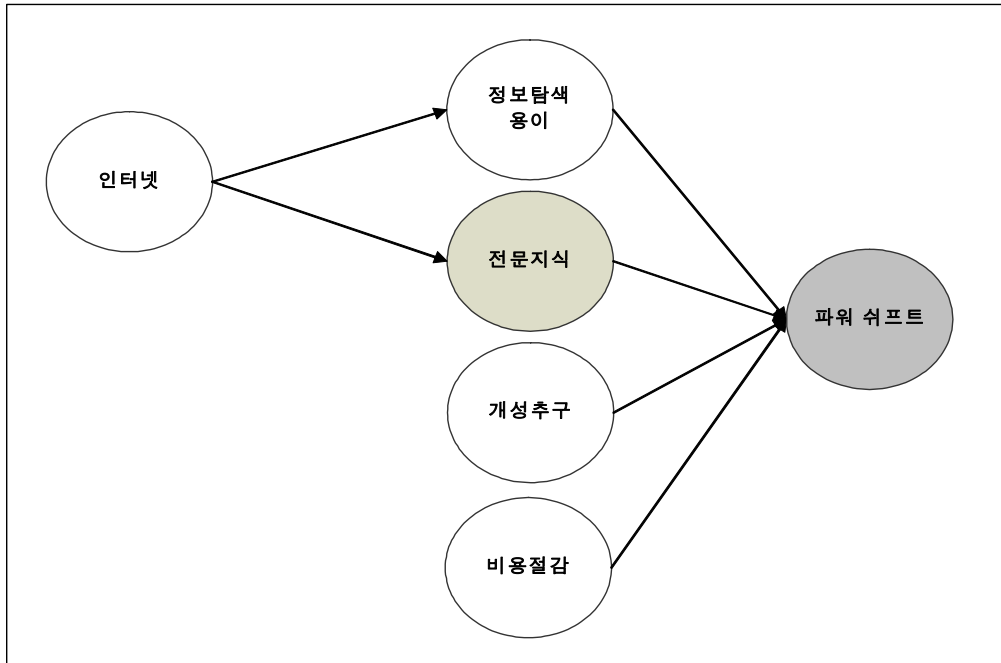 인터넷
정보탐색
용이
전문지식
개성추구
비용절감
파워 쉬프트